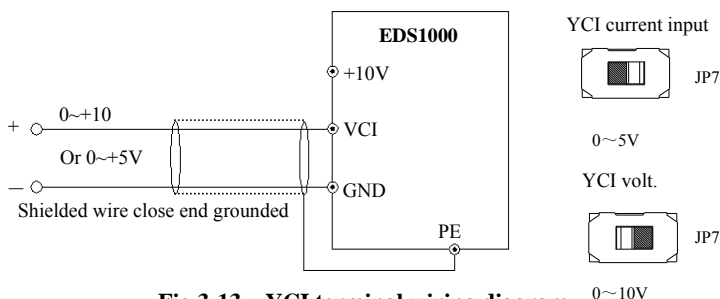 EDS1000
YCI current input
+10V
JP7
0~+10
+
VCI
0～5V
Or 0~+5V
YCI volt.
—
GND
Shielded wire close end grounded
PE
JP7
0～10V
Fig 3-13 YCI terminal wiring diagram